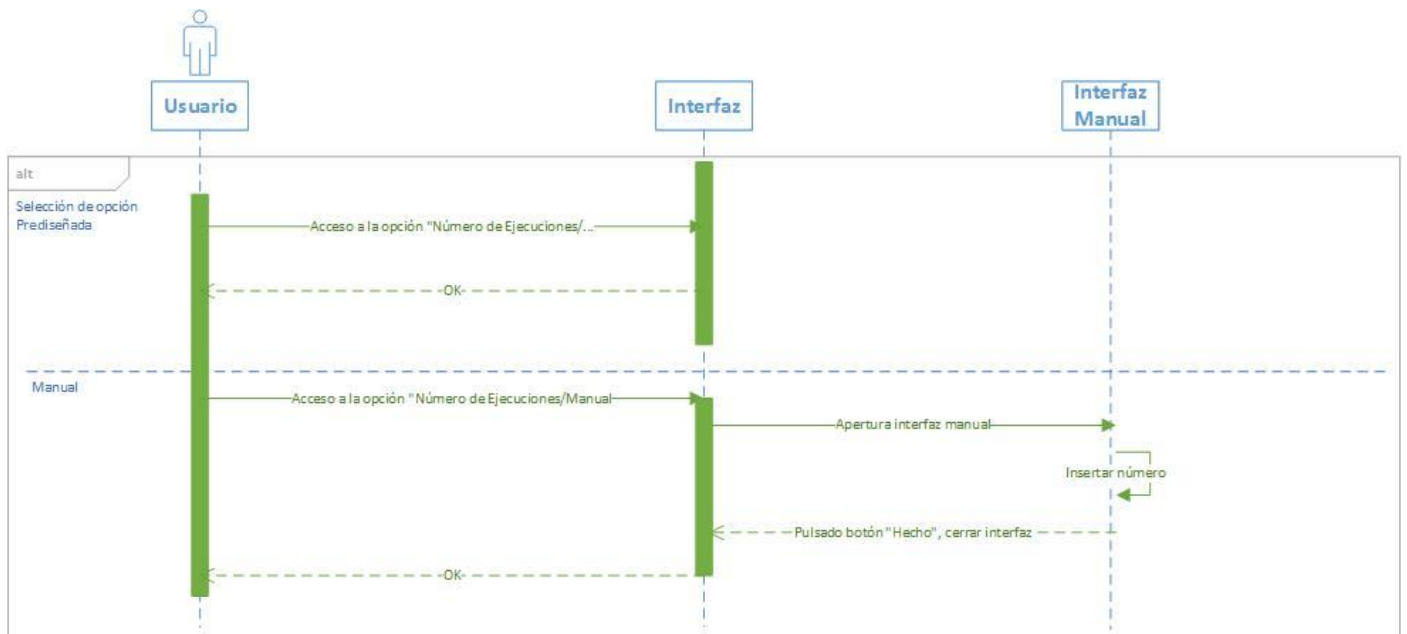 Usuario
Interfaz
Interfaz
Manual
alt
Selección de opción
Prediseñada
Acceso a la opción "Número de Ejecuciones/...
OK
Manual
Acceso a la opción "Número de Ejecuciones/Manual
Apertura interfaz manual
Insertar número
Pulsado botón "Hecho", cerrar interfaz
OK